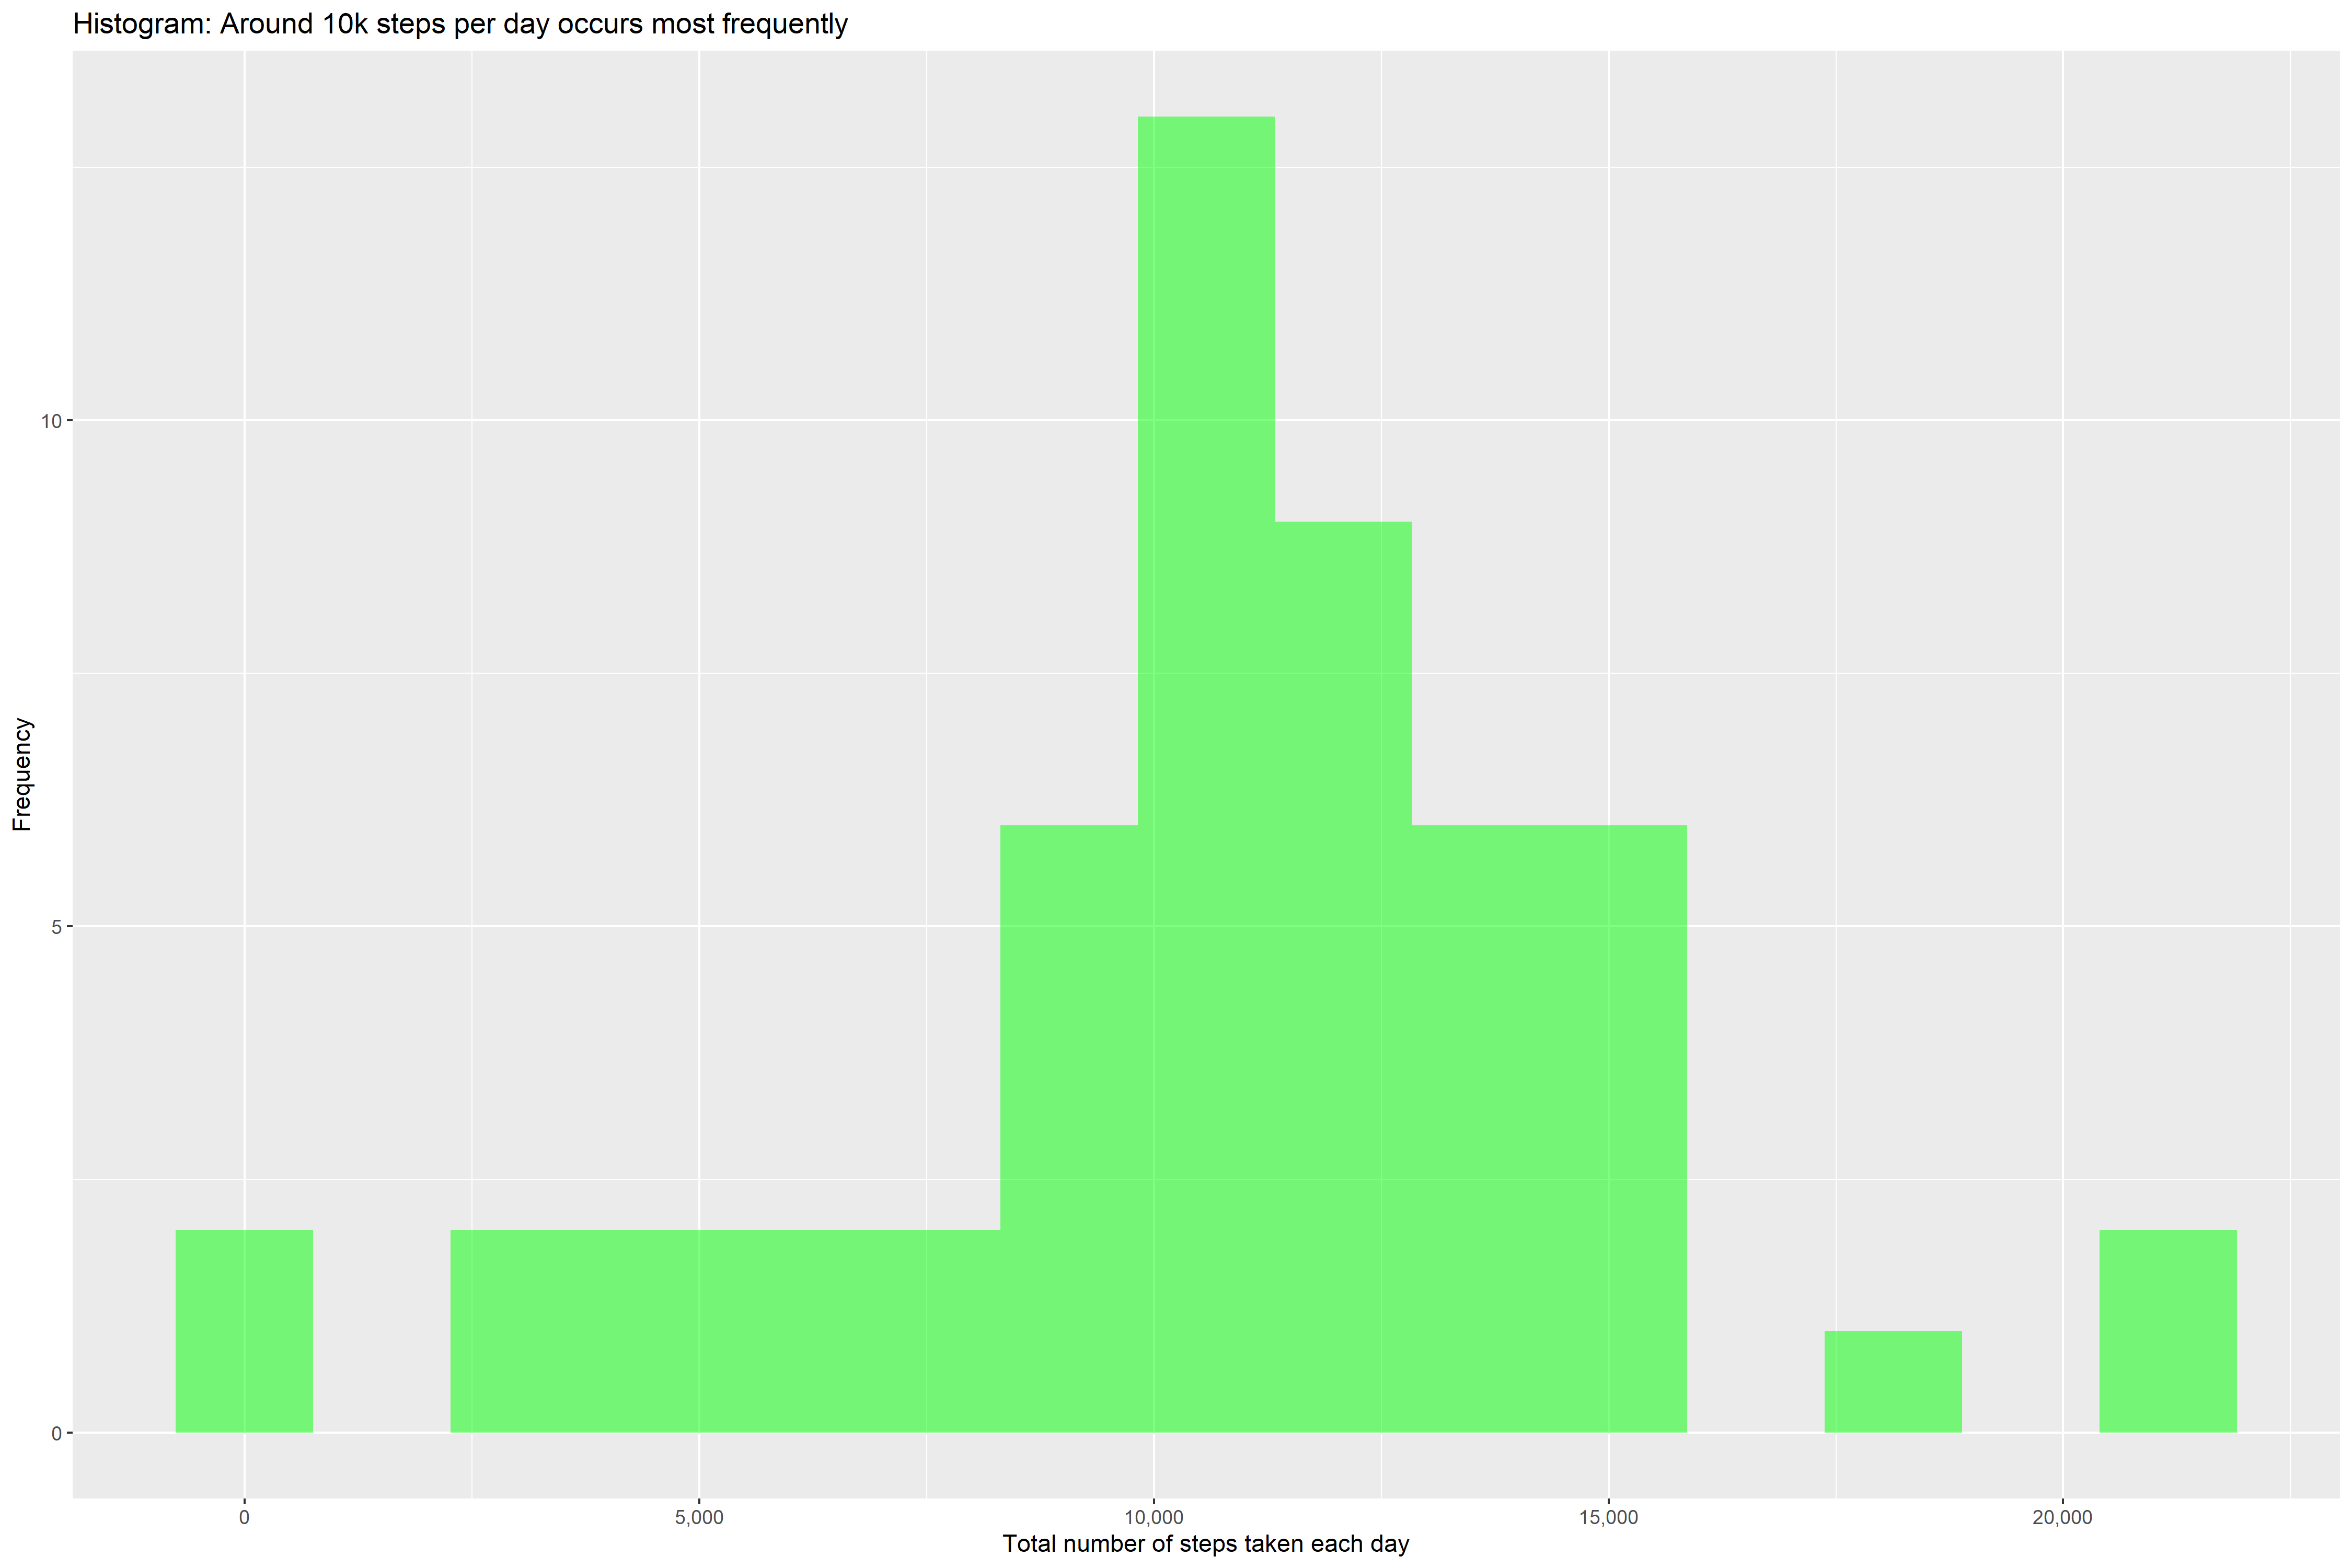 Histogram: Around 10k steps per day occurs most frequently
10
5
0
Frequency
0 5,000 10,000 15,000 20,000
Total number of steps taken each day